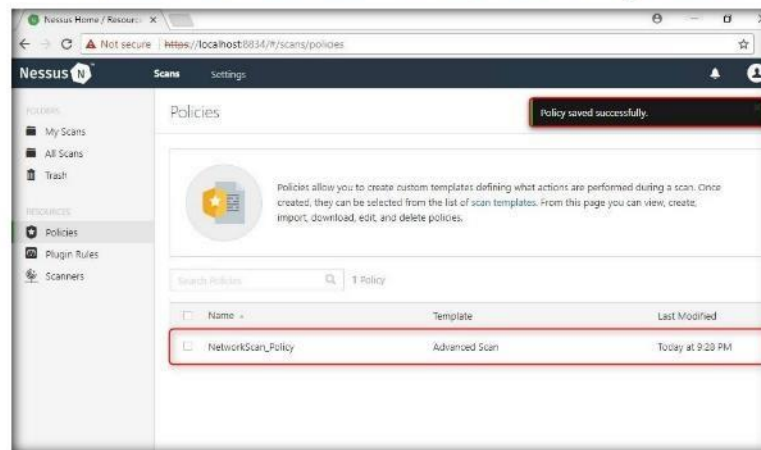 Nessus Home / Resourc
Not secure | https://localhost:8834/#/scans/policies
Nessus N
Scans
Settings
FOLDERS
My Scans
All Scans
Trash
RESOURCES
Policies
Plugin Rules
Scanners
Policies
Policy saved successfully.
Policies allow you to create custom templates defining what actions are performed during a scan. Once
created, they can be selected from the list of scan templates. From this page you can view, create,
import, download, edit, and delete policies.
Search Policies
1 Policy
Name
Template
Last Modified
NetworkScan_Policy
Advanced Scan
Today at 9:28 PM